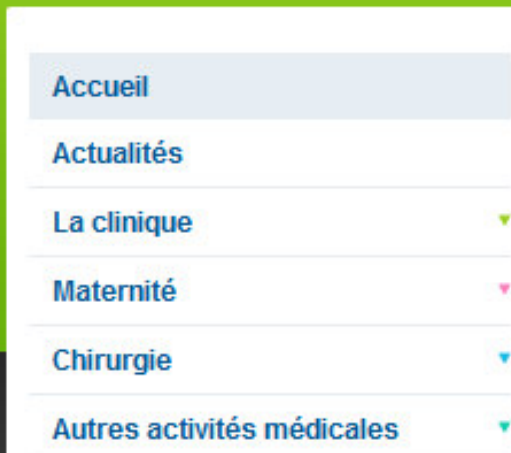 Accueil
Actualités
La clinique
Maternité
Chirurgie
Autres activités médicales